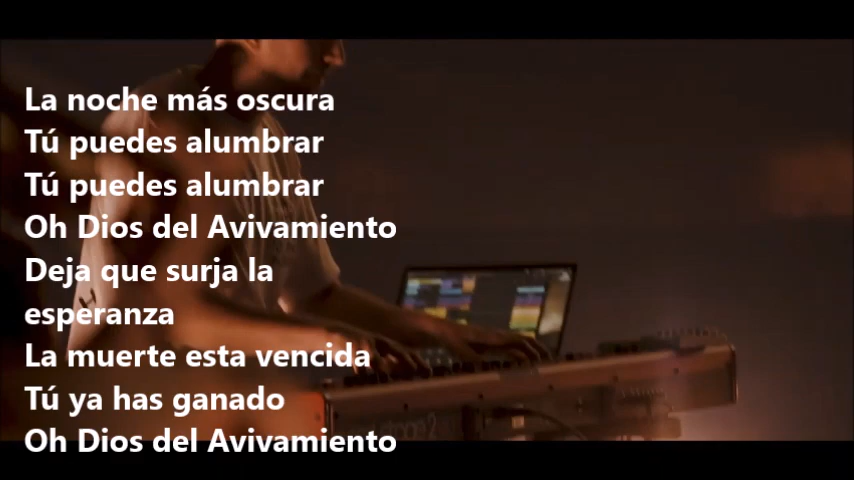 La noche más oscura
Tú puedes alumbrar
Tú puedes alumbrar
Oh Dios del Avivamiento
Deja que surja la
esperanza
La muerte esta vencida
Tú ya has ganado
Oh Dios del Avivamiento